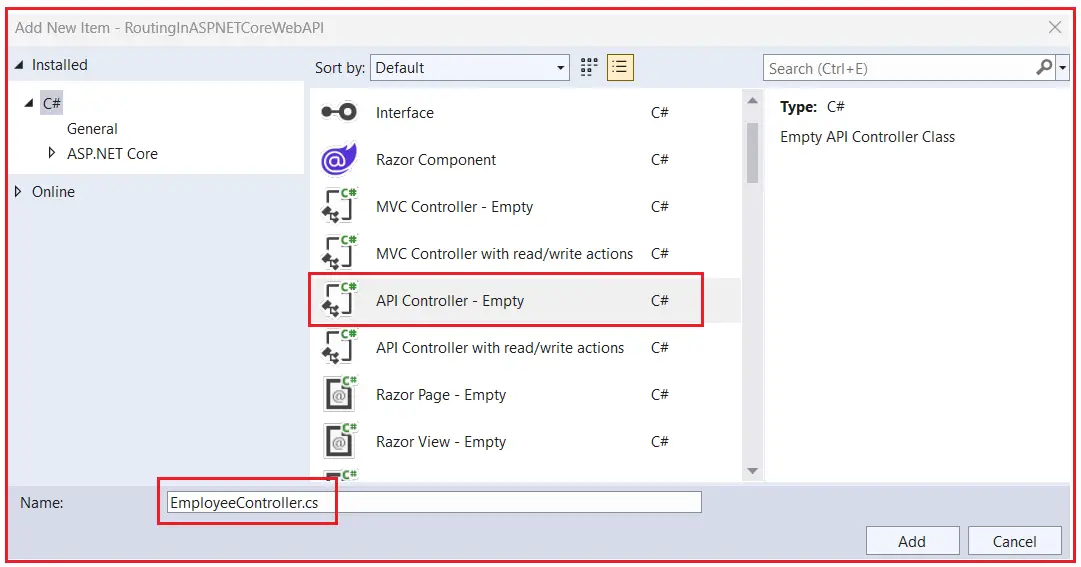 Add New Item - RoutingInASPNETCoreWebAPI
Installed
C#
General
ASP.NET Core
Online
Sort by: Default
Interface C#
Razor Component C#
MVC Controller - Empty C#
MVC Controller with read/write actions C#
API Controller - Empty C#
API Controller with read/write actions C#
Razor Page - Empty C#
Razor View - Empty C#
C#
Search (Ctrl+E)
Type: C#
Empty API Controller Class
Name: EmployeeController.cs
Add Cancel